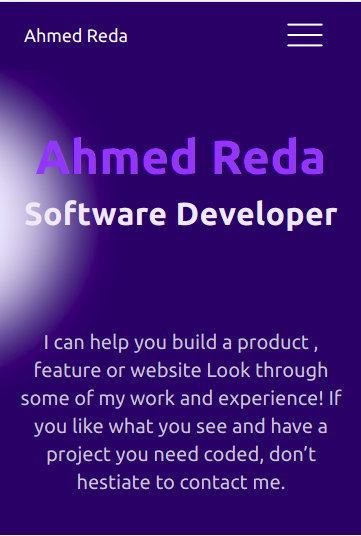 Ahmed Reda
Ahmed Reda
Software Developer
I can help you build a product ,
feature or website Look through
some of my work and experience! If
you like what you see and have a
project you need coded, don’t
hestiate to contact me.